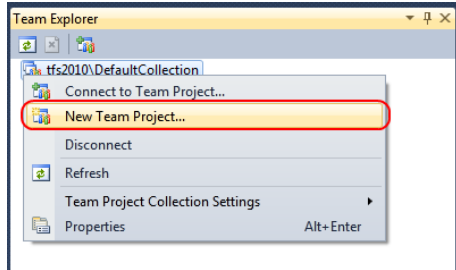 Team Explorer
tfs2010\DefaultCollection
Connect to Team Project...
New Team Project...
Disconnect
Refresh
Team Project Collection Settings
Properties Alt+Enter